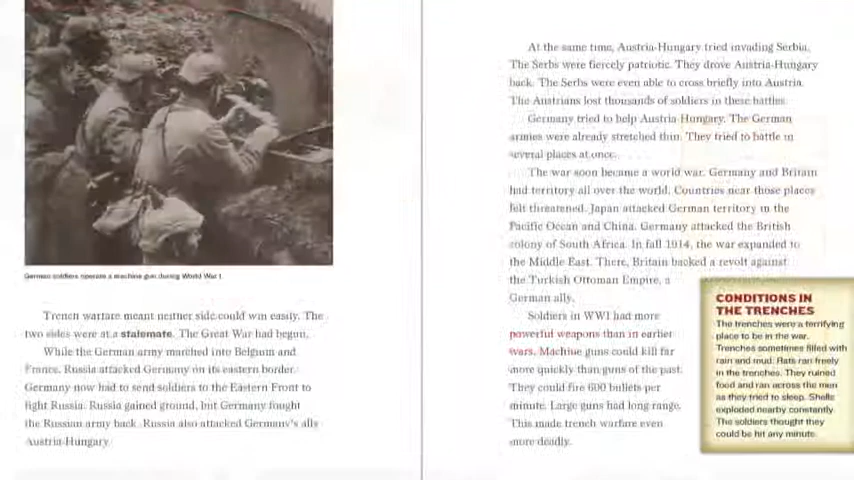 German soldiers operate a machine gun during World War I.
Trench warfare meant neither side could win easily. The
two sides were at a stalemate. The Great War had begun.
While the German army marched into Belgium and
France, Russia attacked Germany on its eastern border.
Germany now had to send soldiers to the Eastern Front to
fight Russia. Russia gained ground, but Germany fought
the Russian army back. Russia also attacked Germany's ally
Austria-Hungary.
At the same time, Austria-Hungary tried invading Serbia.
The Serbs were fiercely patriotic. They drove Austria-Hungary
back. The Serbs were even able to cross briefly into Austria.
The Austrians lost thousands of soldiers in these battles.
Germany tried to help Austria-Hungary. The German
armies were already stretched thin. They tried to battle in
several places at once.
The war soon became a world war. Germany and Britain
had territory all over the world. Countries near those places
felt threatened. Japan attacked German territory in the
Pacific Ocean and China. Germany attacked the British
colony of South Africa. In fall 1914, the war expanded to
the Middle East. There, Britain backed a revolt against
the Turkish Ottoman Empire, a
German ally.
Soldiers in WWI had more
powerful weapons than in earlier
wars. Machine guns could kill far
more quickly than guns of the past.
They could fire 600 bullets per
minute. Large guns had long range.
This made trench warfare even
more deadly.
CONDITIONS IN
THE TRENCHES
The trenches were a terrifying
place to be in the war.
Trenches sometimes filled with
rain and mud. Rats ran freely
in the trenches. They ruined
food and ran across the men
as they tried to sleep. Shells
exploded nearby constantly.
The soldiers thought they
could be hit any minute.